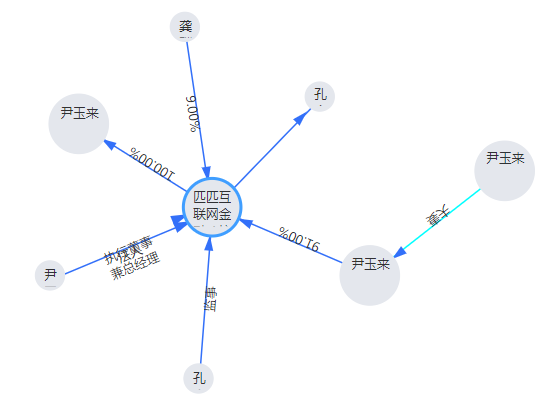 龚
孔
尹玉来
9.00%
100.00%
尹玉来
匹匹互
联网金
夫妻
91.00%
执行董事
法人
兼总经理
尹玉来
尹
监事
孔